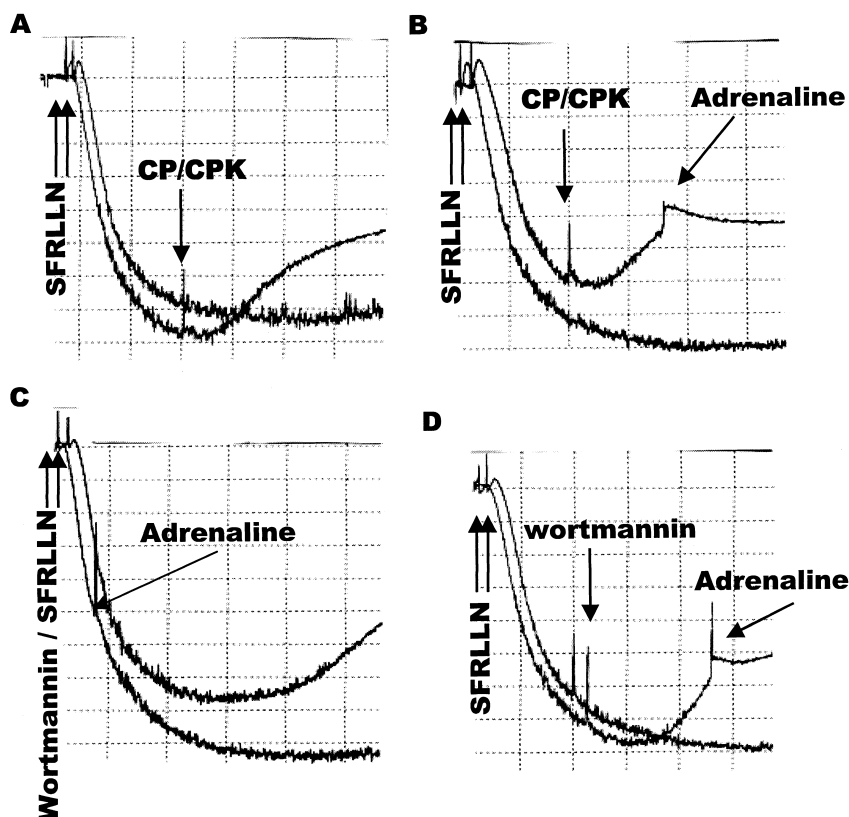 A
CP/CPK
SFRLLN
B
CP/CPK
Adrenaline
SFRLLN
C
Adrenaline
Wortmannin / SFRLLN
D
wortmannin
Adrenaline
SFRLLN